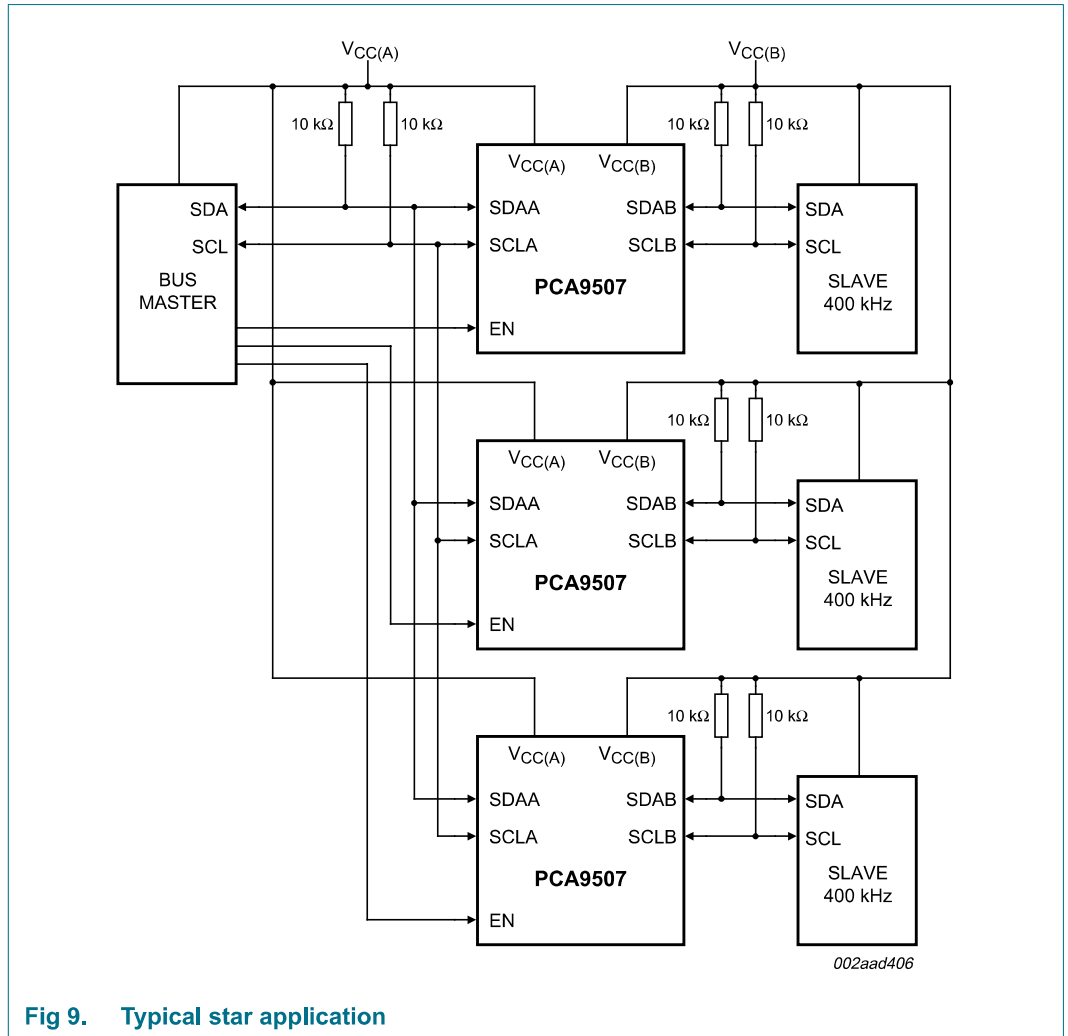 VCC(A) VCC(B)
10 kΩ 10 kΩ 10 kΩ 10 kΩ
VCC(A) VCC(B)
SDA SDAA SDAB SDA
SCL SCLA SCLB SCL
BUS
MASTER
PCA9507
SLAVE
400 kHz
EN
10 kΩ 10 kΩ
VCC(A) VCC(B)
SDAA SDAB SDA
SCLA SCLB SCL
PCA9507
SLAVE
400 kHz
EN
10 kΩ 10 kΩ
VCC(A) VCC(B)
SDAA SDAB SDA
SCLA SCLB SCL
PCA9507
SLAVE
400 kHz
EN
002aad406
Fig 9. Typical star application